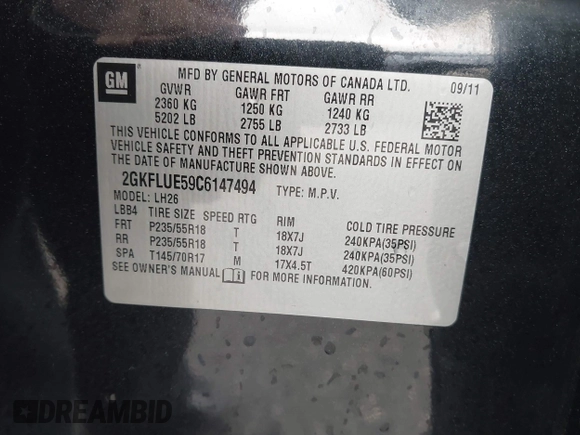 GM
MFD BY GENERAL MOTORS OF CANADA LTD.
GVWR GAWR FRT GAWR RR 09/11
2360 KG 1250 KG 1240 KG
5202 LB 2755 LB 2733 LB
THIS VEHICLE CONFORMS TO ALL APPLICABLE U.S. FEDERAL MOTOR
VEHICLE SAFETY AND THEFT PREVENTION STANDARDS IN EFFECT ON
THE DATE OF MANUFACTURE SHOWN ABOVE.
2GKFLUE59C6147494 TYPE: M.P.V.
MODEL: LH26
LBB4 TIRE SIZE SPEED RTG RIM COLD TIRE PRESSURE
FRT P235/55R18 T 18X7J 240KPA(35PSI)
RR P235/55R18 T 18X7J 240KPA(35PSI)
SPA T145/70R17 M 17X4.5T 420KPA(60PSI)
SEE OWNER'S MANUAL FOR MORE INFORMATION.
DREAMBID